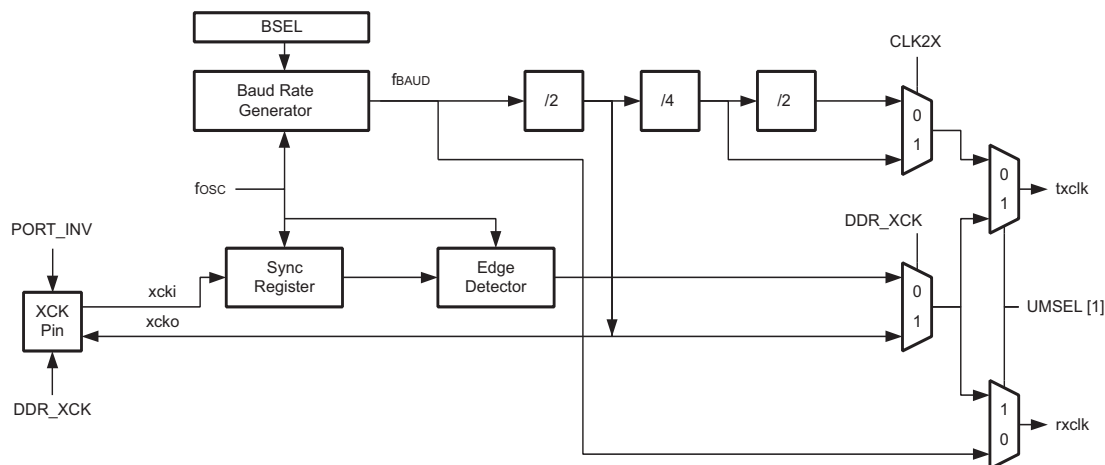 BSEL
CLK2X
fBAUD
Baud Rate
Generator
/2
/4
/2
0
1
0
1
txclk
fOSC
PORT_INV
DDR_XCK
Sync
Register
Edge
Detector
xcki
XCK
Pin
xcko
0
1
UMSEL [1]
DDR_XCK
1
0
rxclk